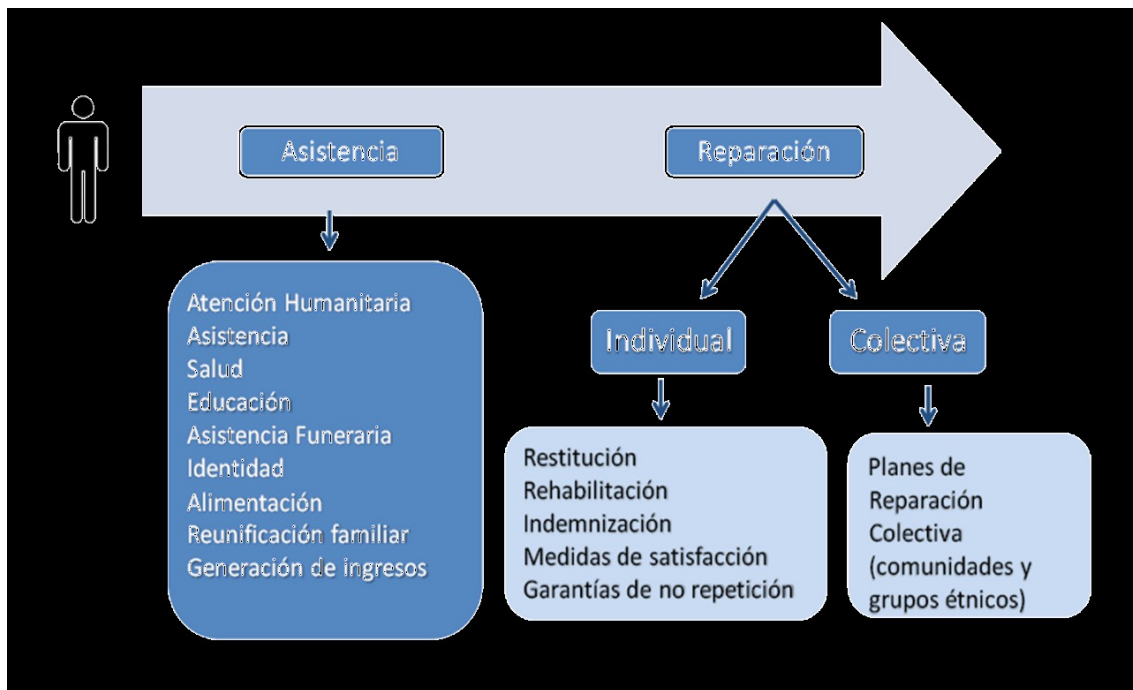 Asistencia
Reparación
Atención Humanitaria
Asistencia
Salud
Educación
Asistencia Funeraria
Identidad
Alimentación
Reunificación familiar
Generación de ingresos
Individual
Colectiva
Restitución
Rehabilitación
Indemnización
Medidas de satisfacción
Garantías de no repetición
Planes de
Reparación
Colectiva
(comunidades y
grupos étnicos)